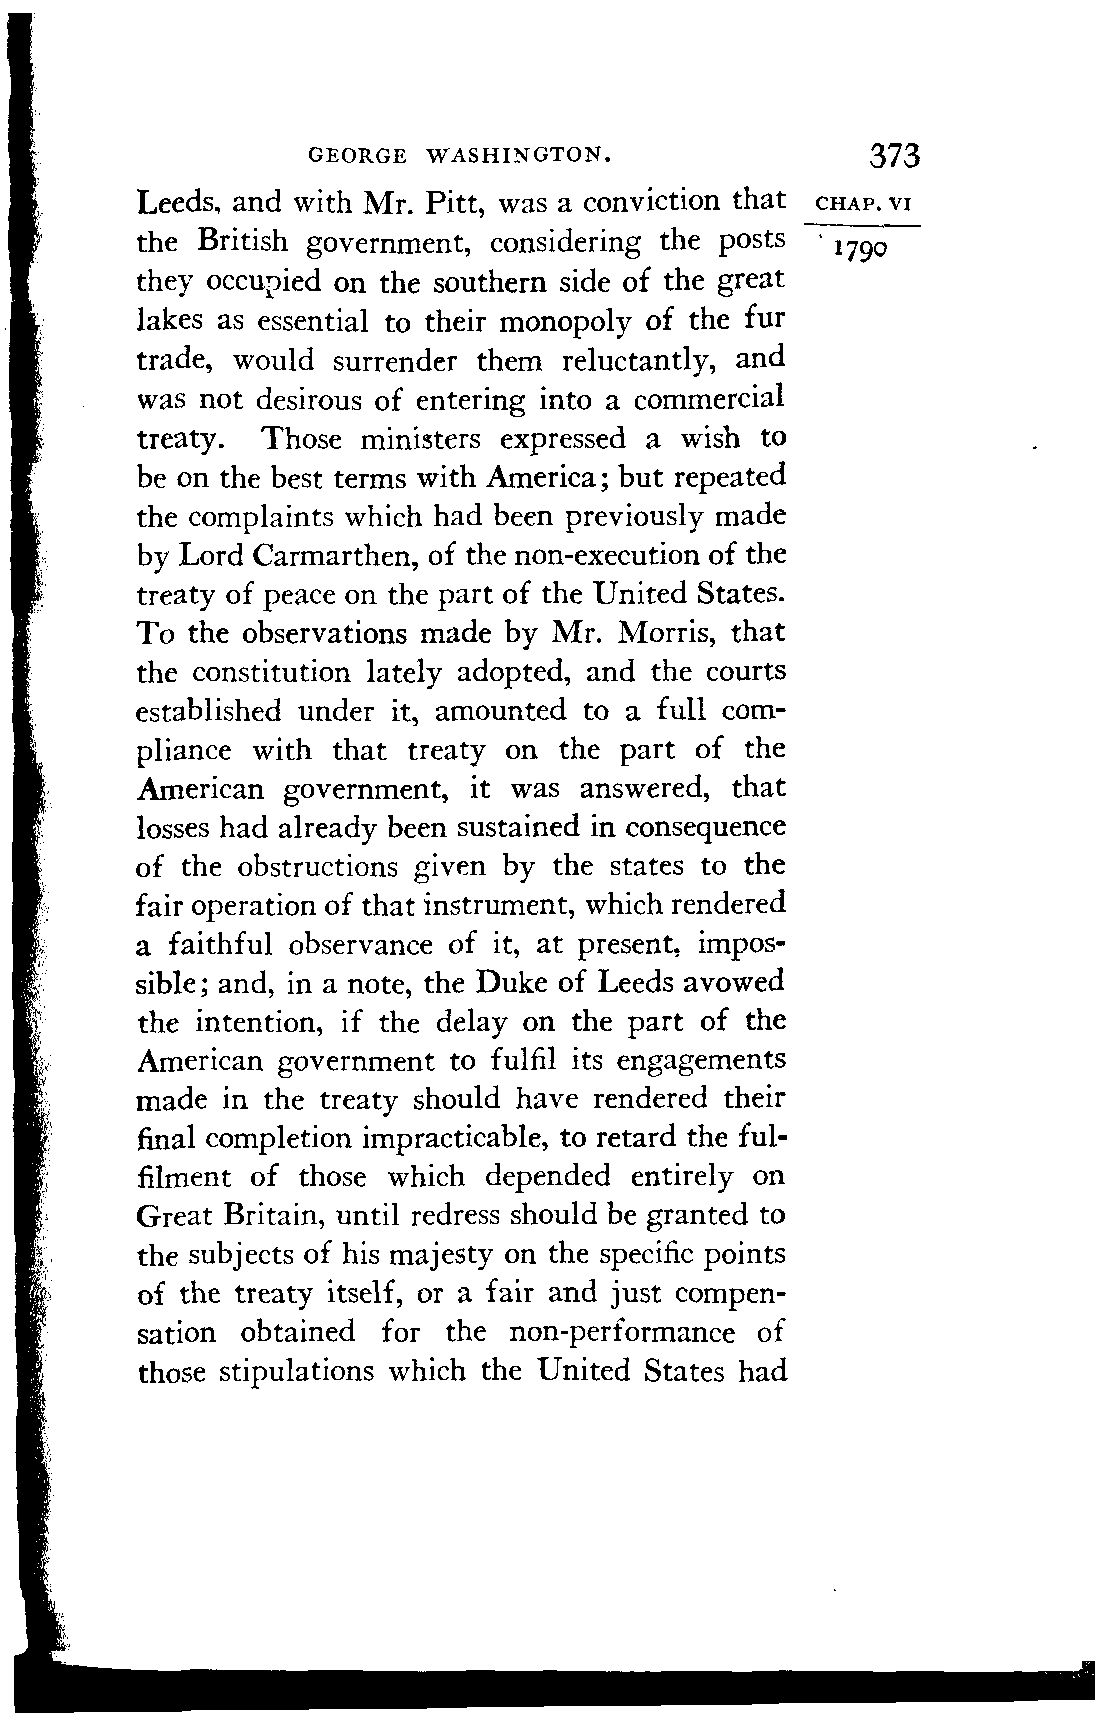 GEORGE WASHINGTON. 373
Leeds, and with Mr. Pitt, was a conviction that CHAP. VI
the British government, considering the posts 1790
they occupied on the southern side of the great
lakes as essential to their monopoly of the fur
trade, would surrender them reluctantly, and
was not desirous of entering into a commercial
treaty. Those ministers expressed a wish to
be on the best terms with America; but repeated
the complaints which had been previously made
by Lord Carmarthen, of the non-execution of the
treaty of peace on the part of the United States.
To the observations made by Mr. Morris, that
the constitution lately adopted, and the courts
established under it, amounted to a full com-
pliance with that treaty on the part of the
American government, it was answered, that
losses had already been sustained in consequence
of the obstructions given by the states to the
fair operation of that instrument, which rendered
a faithful observance of it, at present, impos-
sible; and, in a note, the Duke of Leeds avowed
the intention, if the delay on the part of the
American government to fulfil its engagements
made in the treaty should have rendered their
final completion impracticable, to retard the ful-
filment of those which depended entirely on
Great Britain, until redress should be granted to
the subjects of his majesty on the specific points
of the treaty itself, or a fair and just compen-
sation obtained for the non-performance of
those stipulations which the United States had